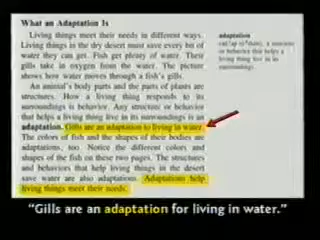 What an Adaptation Is
Living things meet their needs in different ways.
Living things in the dry desert must save every bit of
water they can get. Fish get plenty of water. Their
gills take in oxygen from the water. The picture
shows how water moves through a fish's gills.
An animal's body parts and the parts of plants are
structures. How a living thing responds to its
surroundings is behavior. Any structure or behavior
that helps a living thing live in its surroundings is an
adaptation. Gills are an adaptation to living in water.
The colors of fish and the shapes of their bodies are
adaptations, too. Notice the different colors and
shapes of the fish on these two pages. The structures
and behaviors that help living things in the desert
save water are also adaptations. Adaptations help
living things meet their needs.
adaptation
a structure
or behavior that helps a
living thing live in its
surroundings
"Gills are an adaptation for living in water."